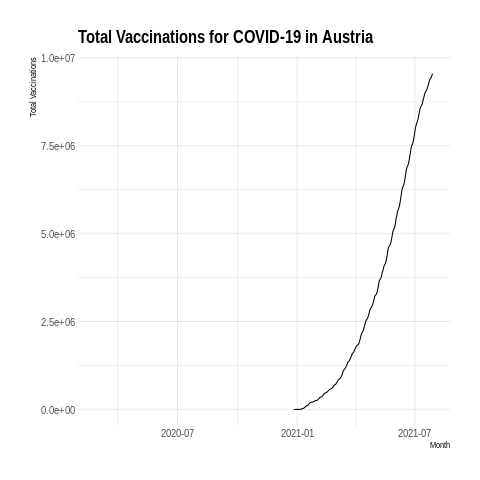 Total Vaccinations for COVID-19 in Austria
Total Vaccinations
1.0e+07
7.5e+06
5.0e+06
2.5e+06
0.0e+00
2020-07
2021-01
2021-07
Month